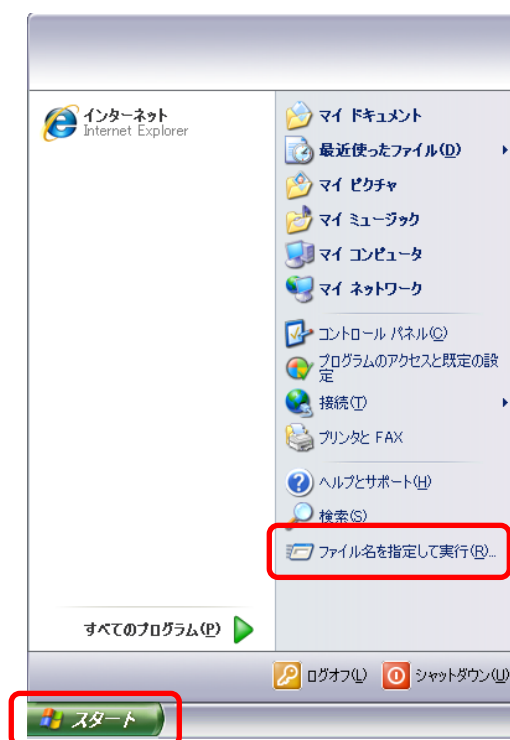 インターネット
Internet Explorer
マイ ドキュメント
最近使ったファイル(D)
マイ ピクチャ
マイ ミュージック
マイ コンピュータ
マイ ネットワーク
コントロール パネル(C)
プログラムのアクセスと既定の設
定
接続(T)
プリンタと FAX
ヘルプとサポート(H)
検索(S)
ファイル名を指定して実行(R)...
すべてのプログラム(P)
ログオフ(L)
シャットダウン(U)
スタート